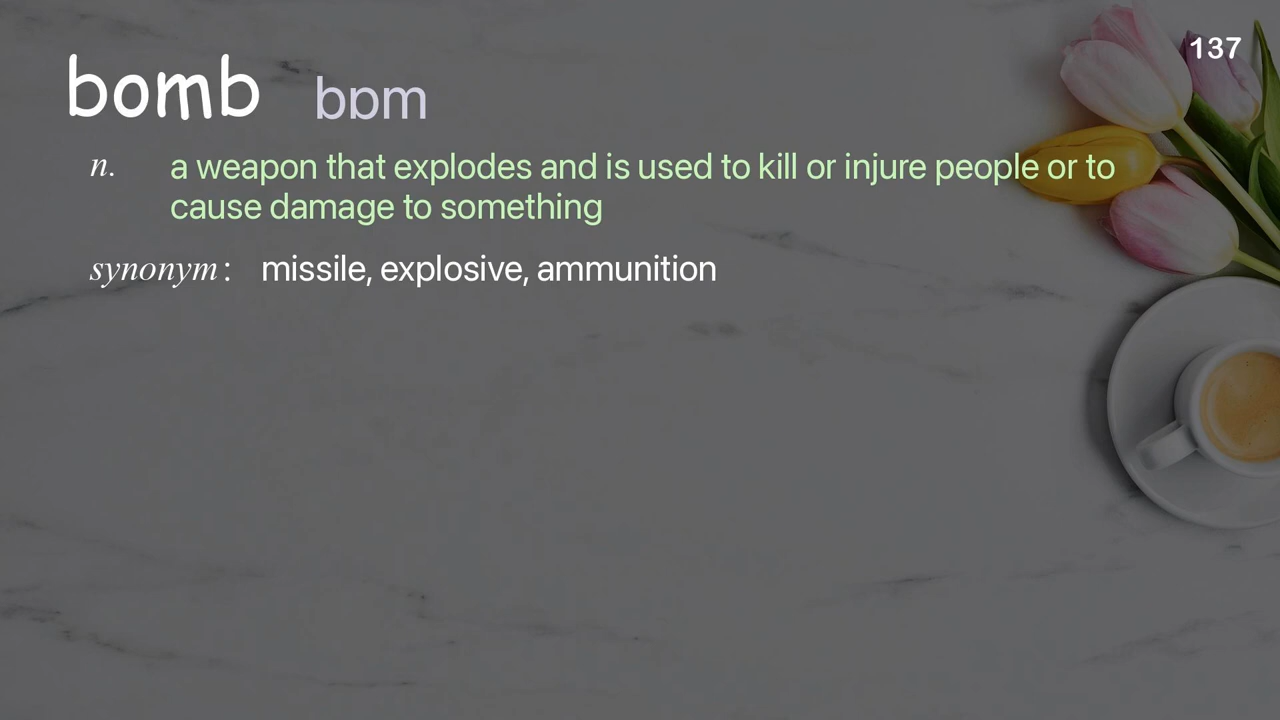 137
bomb bɒm
n. a weapon that explodes and is used to kill or injure people or to
cause damage to something
synonym: missile, explosive, ammunition